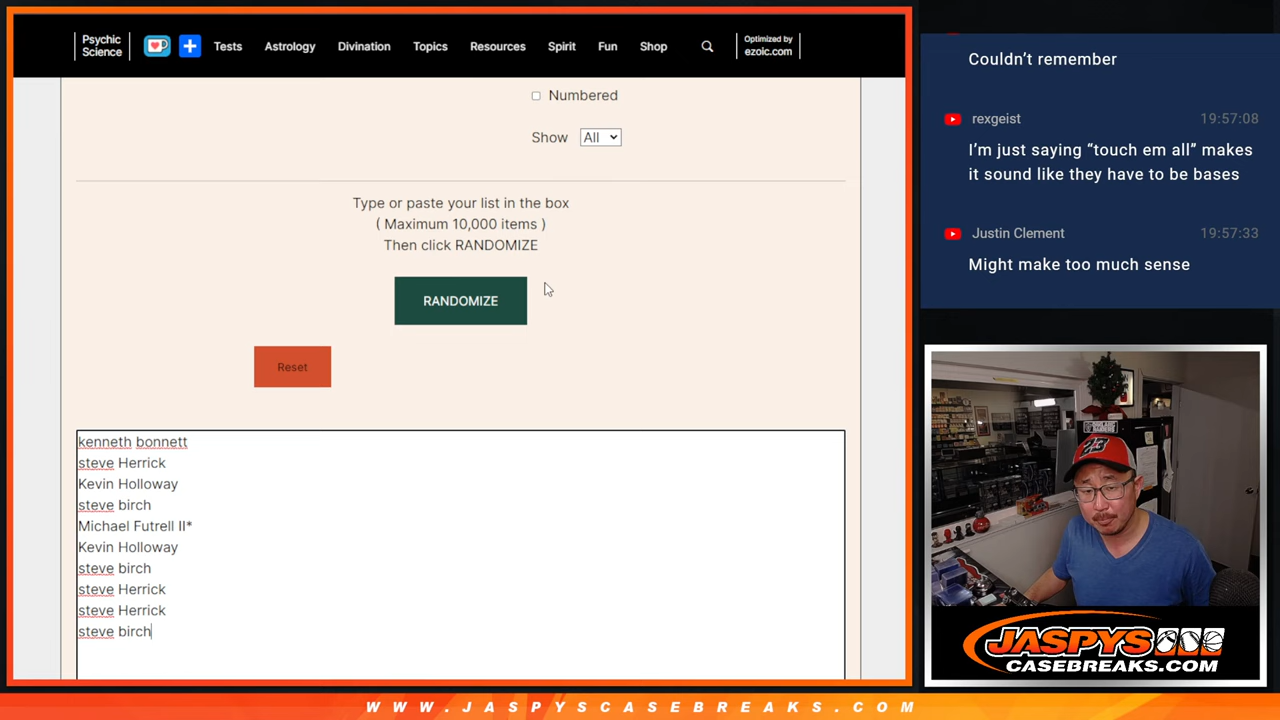 Psychic
Science
Tests
Astrology
Divination
Topics
Resources
Spirit
Fun
Shop
Optimized by
ezoic.com
Numbered
Show
All
Type or paste your list in the box
( Maximum 10,000 items )
Then click RANDOMIZE
RANDOMIZE
Reset
kenneth bonnett
steve Herrick
Kevin Holloway
steve birch
Michael Futrell II*
Kevin Holloway
steve birch
steve Herrick
steve Herrick
steve birch
Couldn’t remember
rexgeist 19:57:08
I’m just saying “touch em all” makes
it sound like they have to be bases
Justin Clement 19:57:33
Might make too much sense
23
JASPYS
CASEBREAKS.COM
WWW.JASPYSCASEBREAKS.COM